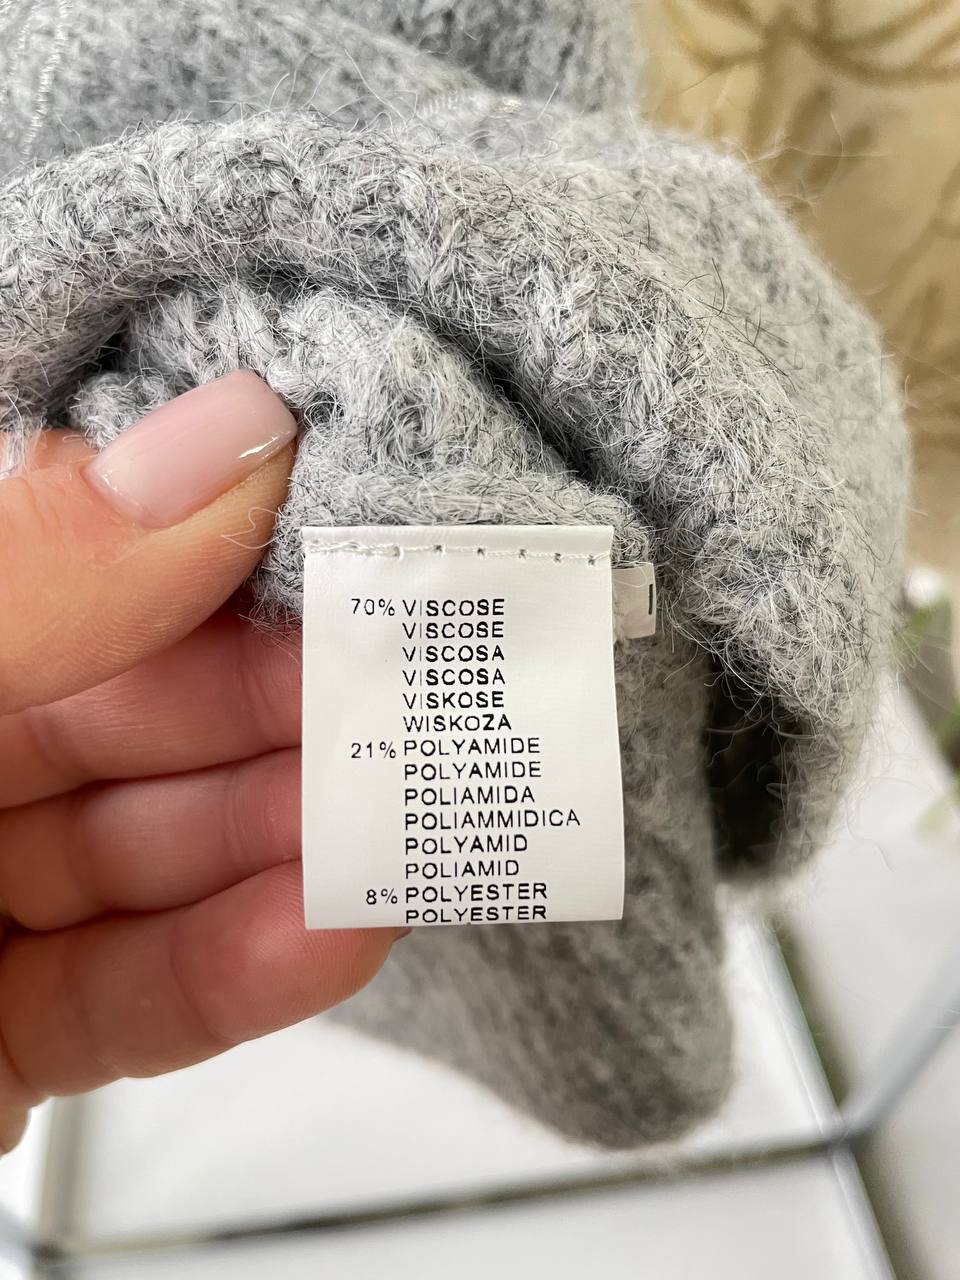 70% VISCOSE
VISCOSE
VISCOSA
VISCOSA
VISKOSE
WISKOZA
21% POLYAMIDE
POLYAMIDE
POLIAMIDA
POLIAMMIDICA
POLYAMID
POLIAMID
8% POLYESTER
POLYESTER